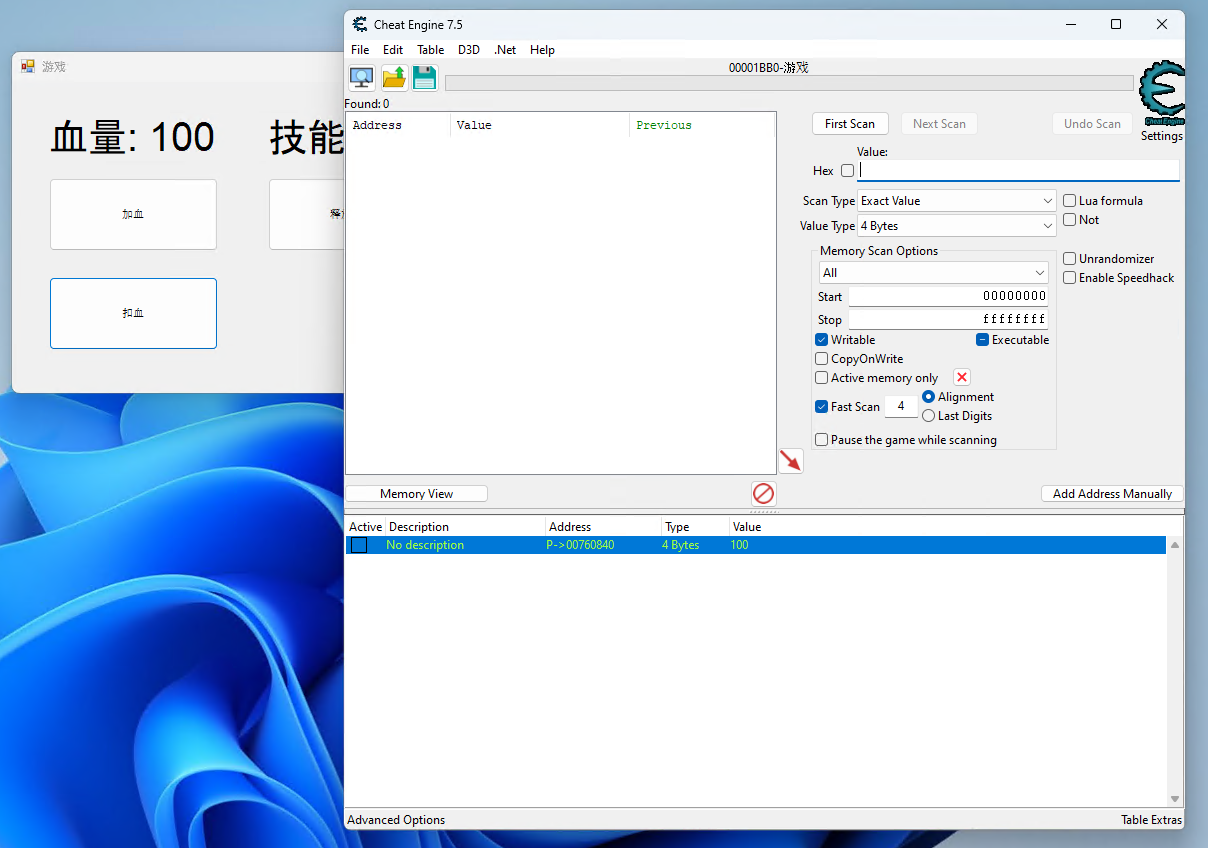 游戏
血量: 100
技能
加血
扣血
Cheat Engine 7.5
File Edit Table D3D .Net Help
00001BB0-游戏
Found: 0
Address Value Previous
First Scan Next Scan Undo Scan
Cheat Engine
Settings
Value:
Hex
Scan Type Exact Value
Lua formula
Not
Value Type 4 Bytes
Memory Scan Options
All
Unrandomizer
Enable Speedhack
Start 00000000
Stop ffffffff
Writable Executable
CopyOnWrite
Active memory only
Fast Scan 4
Alignment
Last Digits
Pause the game while scanning
Memory View
Add Address Manually
Active Description Address Type Value
No description P->00760840 4 Bytes 100
Advanced Options
Table Extras